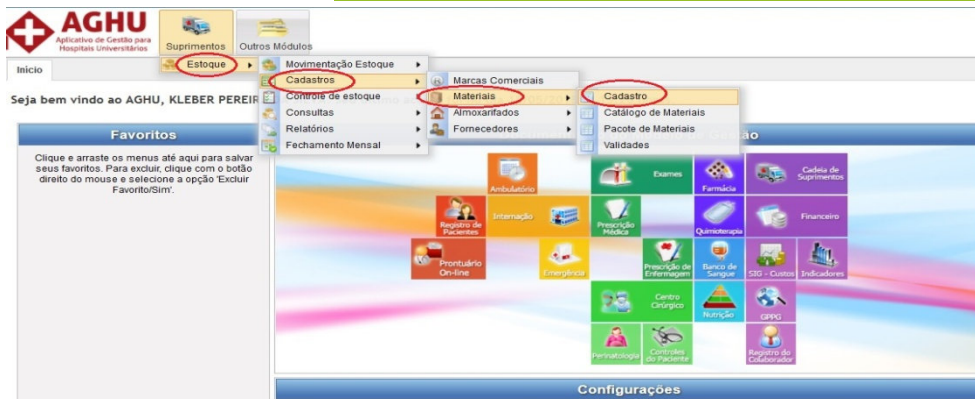 AGHU
Aplicativo de Gestão para
Hospitais Universitários
Suprimentos
Outros Módulos
Início
Estoque
Movimentação Estoque
Cadastros
Controle de estoque
Consultas
Relatórios
Fechamento Mensal
Marcas Comerciais
Materiais
Almoxarifados
Fornecedores
Cadastro
Catálogo de Materiais
Pacote de Materiais
Validades
Seja bem vindo ao AGHU, KLEBER PEREIR
Favoritos
Clique e arraste os menus até aqui para salvar
seus favoritos. Para excluir, clique com o botão
direito do mouse e selecione a opção 'Excluir
Favorito/Sim'.
Ambulatório
Exames
Farmácia
Cadeia de
Suprimentos
Registro de
Pacientes
Internação
Prescrição
Médica
Quimioterapia
Financeiro
Prontuário
On-line
Emergência
Prescrição de
Enfermagem
Banco de
Sangue
SIG - Custos
Indicadores
Centro
Cirúrgico
Nutrição
GPPG
Perinatologia
Controles
do Paciente
Registro do
Colaborador
Configurações